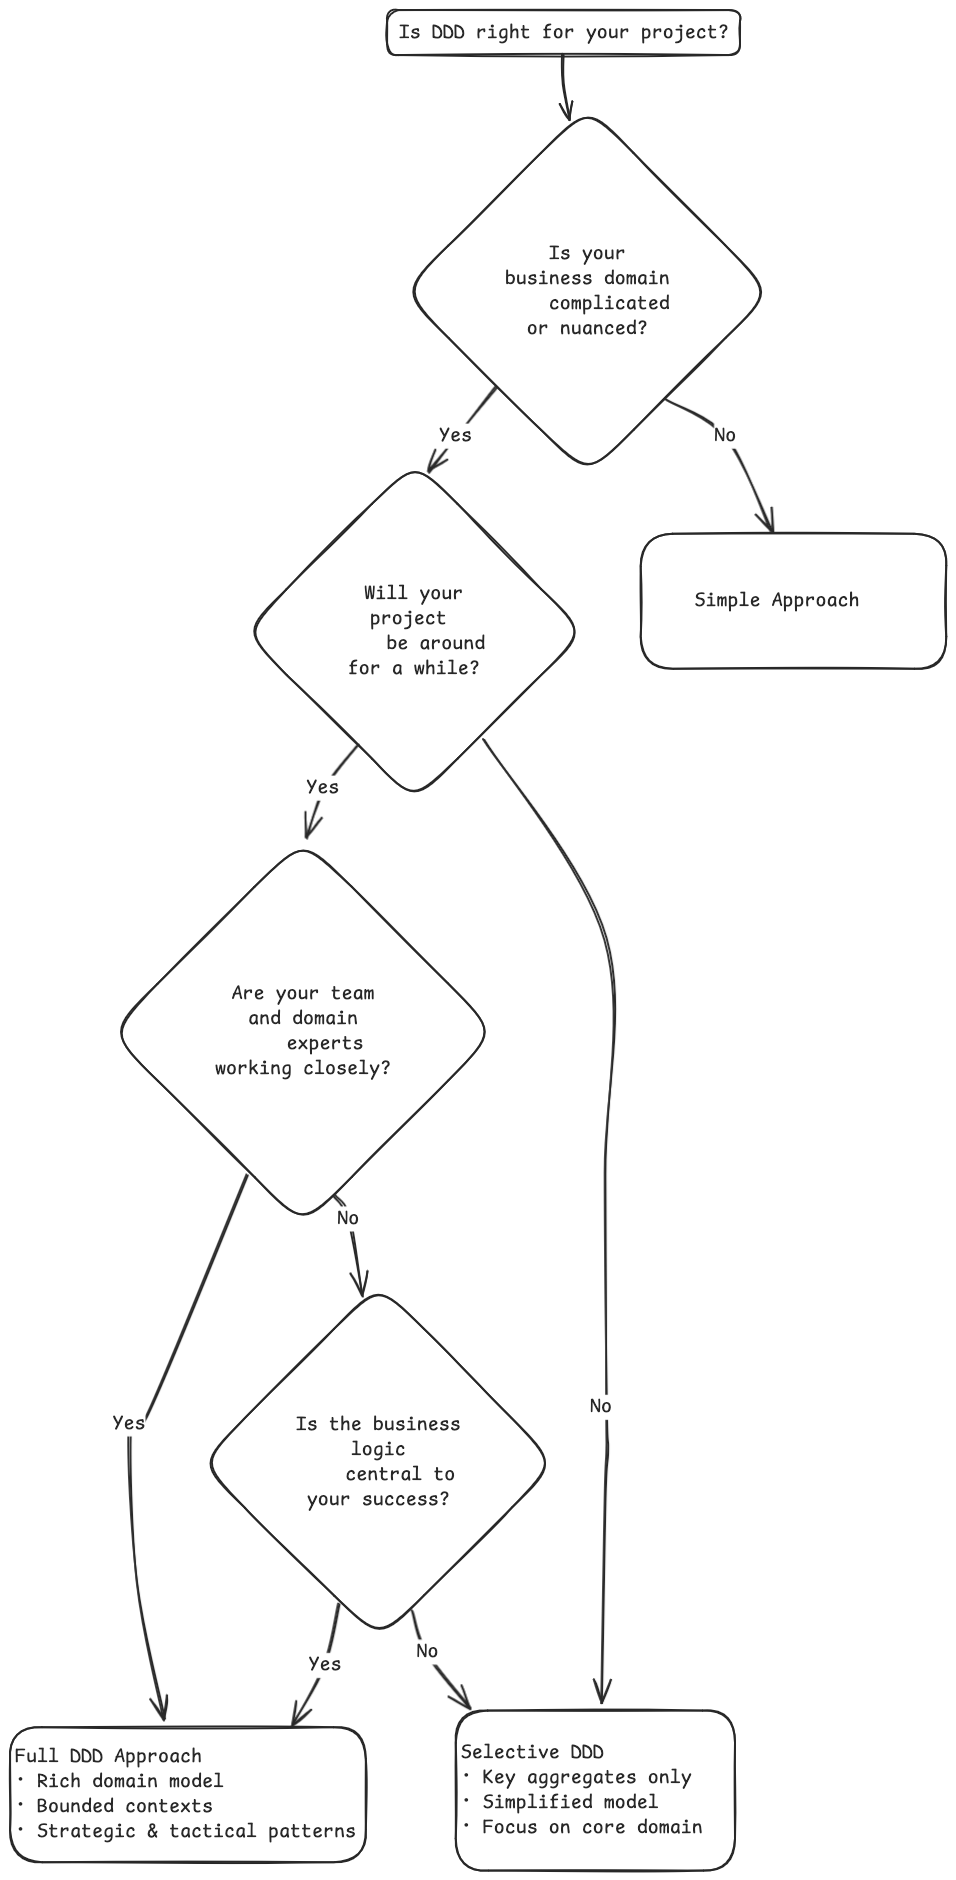 Is DDD right for your project?
Is your
business domain
complicated
or nuanced?
Yes
No
Will your
project
be around
for a while?
Simple Approach
Yes
Are your team
and domain
experts
working closely?
No
No
Yes
Is the business
logic
central to
your success?
Yes
No
Full DDD Approach
· Rich domain model
· Bounded contexts
· Strategic & tactical patterns
Selective DDD
· Key aggregates only
· Simplified model
· Focus on core domain